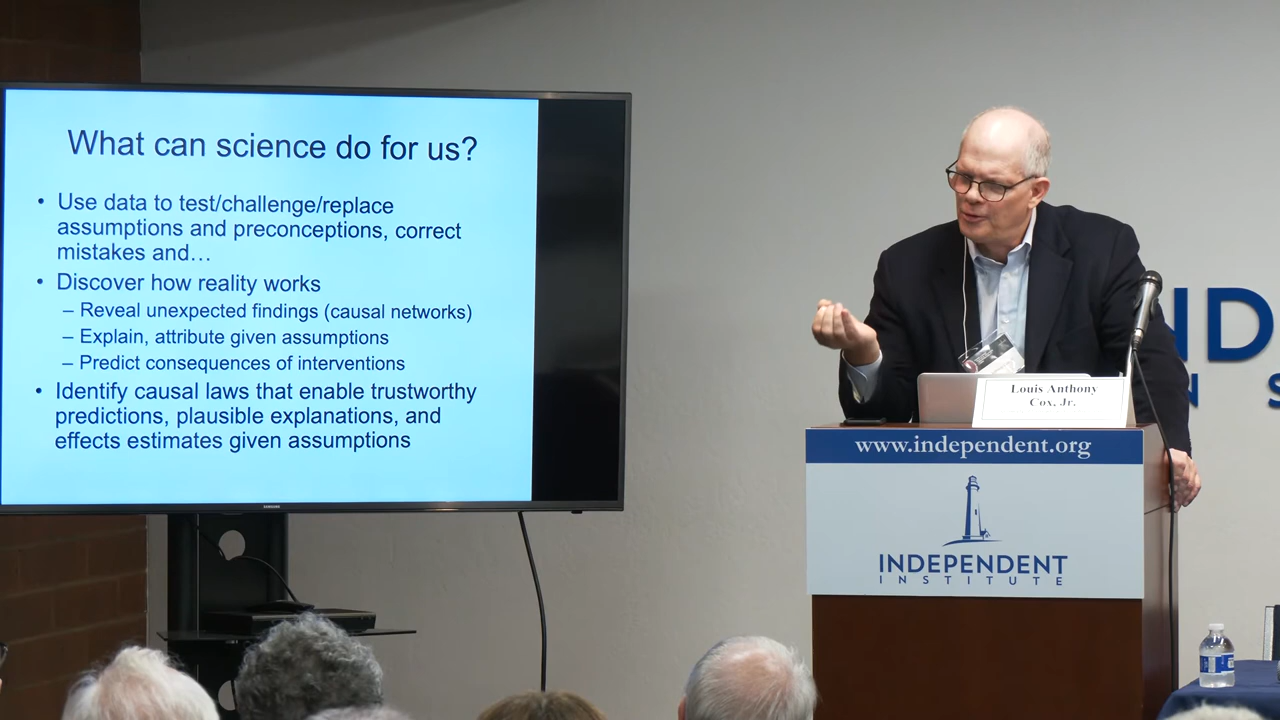 What can science do for us?
• Use data to test/challenge/replace
assumptions and preconceptions, correct
mistakes and…
• Discover how reality works
– Reveal unexpected findings (causal networks)
– Explain, attribute given assumptions
– Predict consequences of interventions
• Identify causal laws that enable trustworthy
predictions, plausible explanations, and
effects estimates given assumptions
SAMSUNG
Louis Anthony
Cox, Jr.
www.independent.org
INDEPENDENT
INSTITUTE
ND
N S